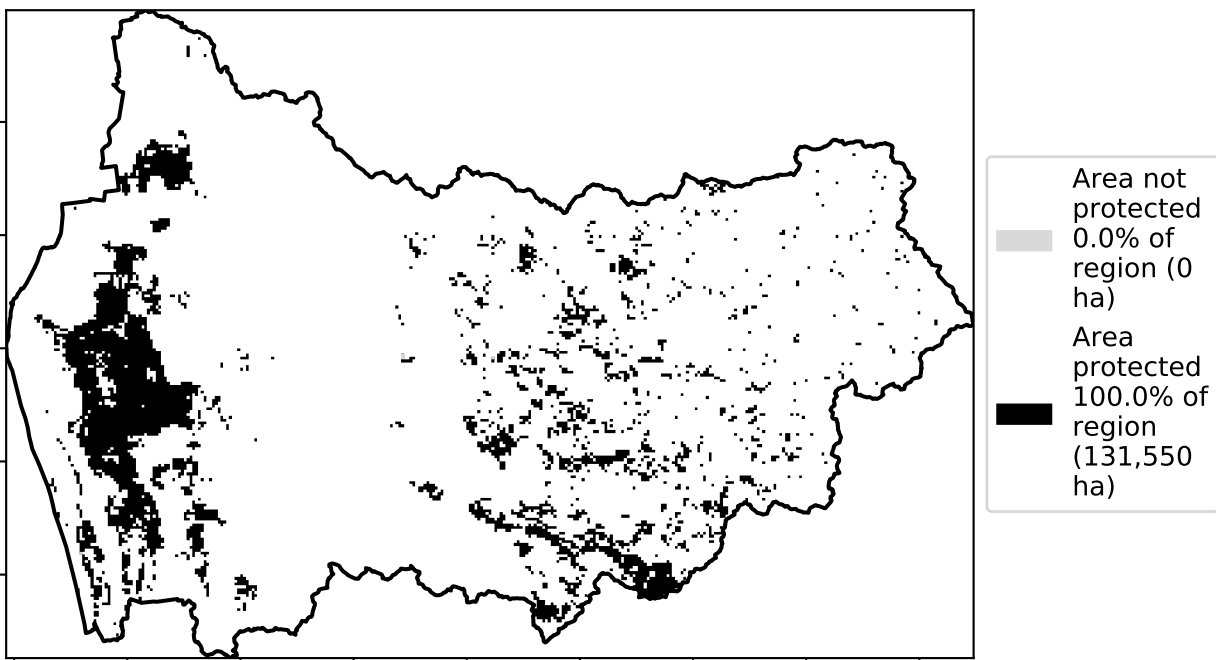 Area not
protected
0.0% of
region (0
ha)
Area
protected
100.0% of
region
(131,550
ha)